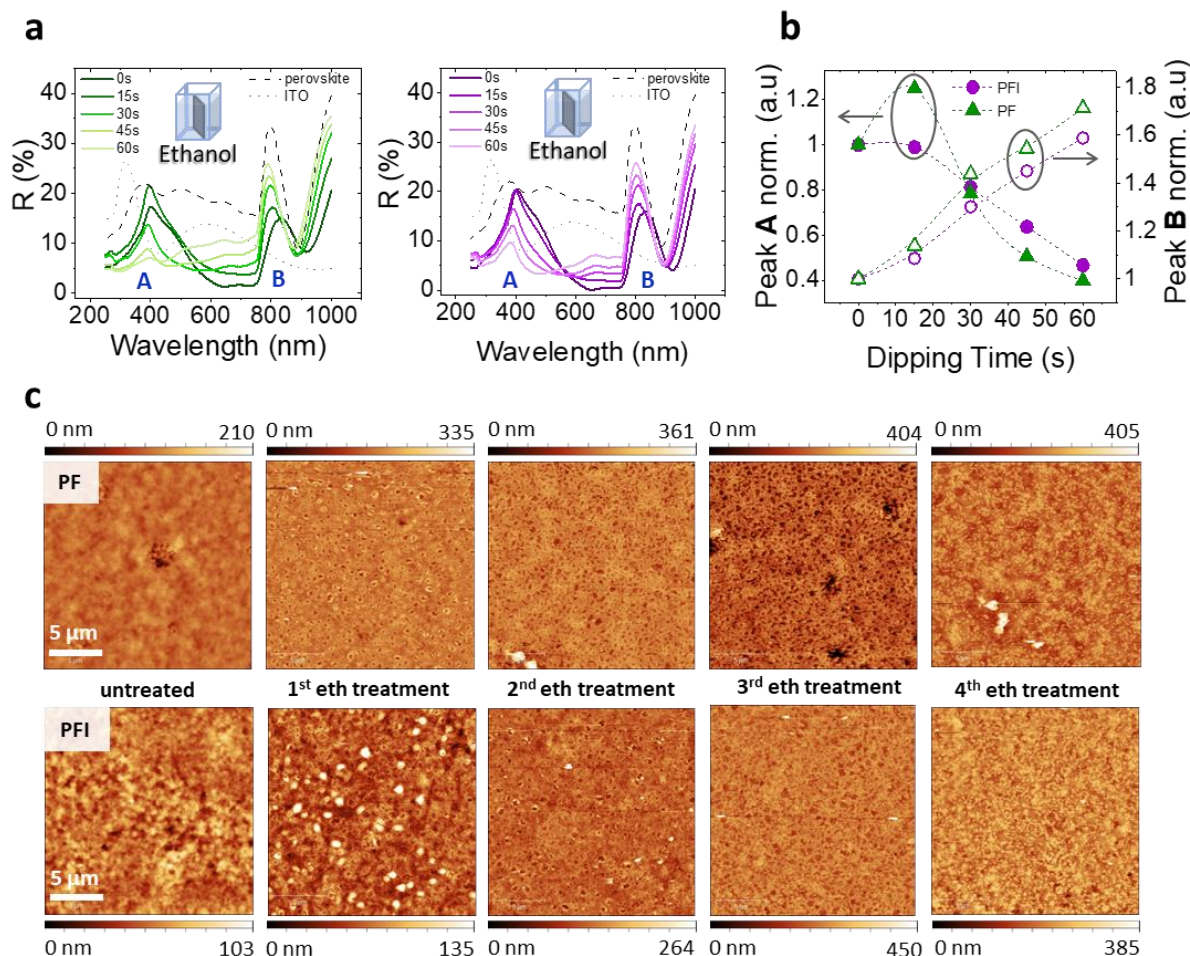 a
b
0s
15s
30s
45s
60s
perovskite
ITO
Ethanol
A
B
R (%)
0
10
20
30
40
200 400 600 800 1000
Wavelength (nm)
0s
15s
30s
45s
60s
perovskite
ITO
Ethanol
A
B
R (%)
0
10
20
30
40
200 400 600 800 1000
Wavelength (nm)
PFI
PF
Peak A norm. (a.u)
1.2
1.0
0.8
0.6
0.4
Peak B norm. (a.u
1.8
1.6
1.4
1.2
1
0 10 20 30 40 50 60
Dipping Time (s)
c
0 nm 210
0 nm 335
0 nm 361
0 nm 404
0 nm 405
PF
5 µm
untreated
1st eth treatment
2nd eth treatment
3rd eth treatment
4th eth treatment
PFI
5 µm
0 nm 103
0 nm 135
0 nm 264
0 nm 450
0 nm 385